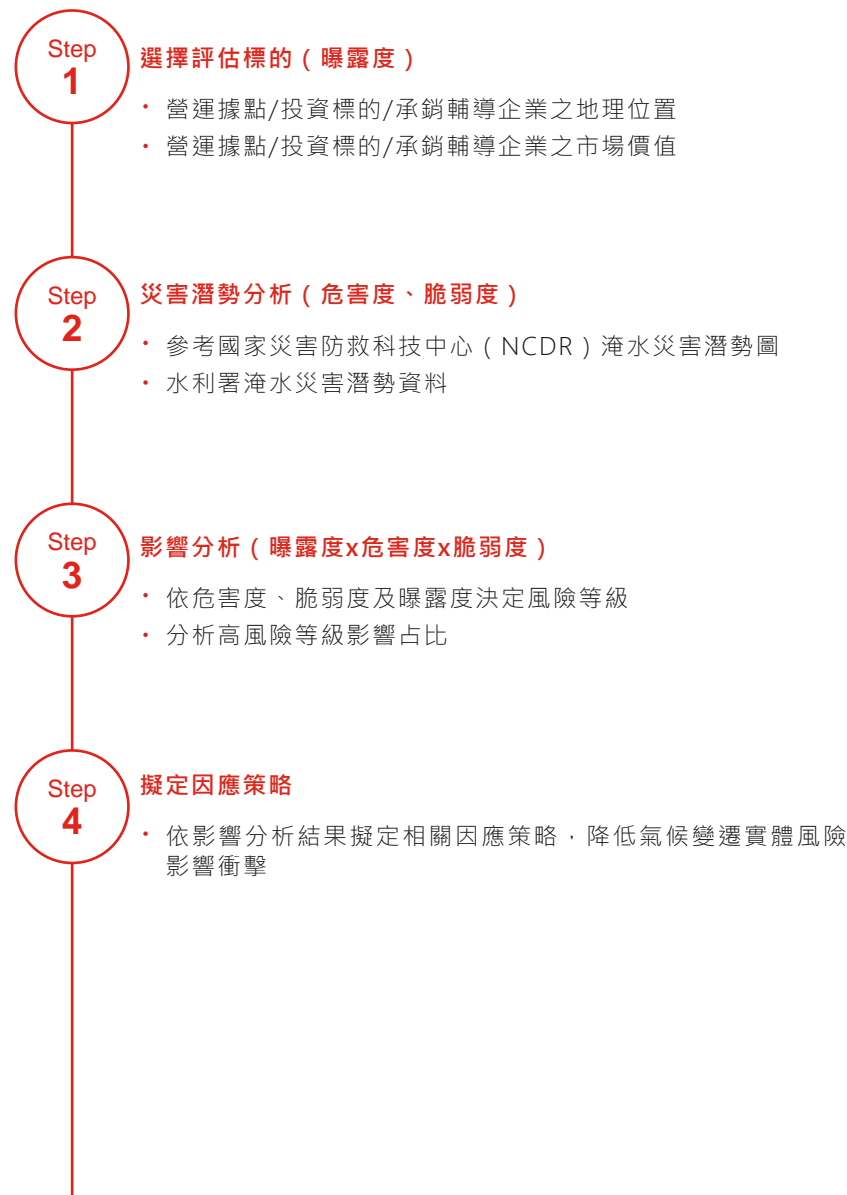 Step
1
選擇評估標的（曝露度）
• 營運據點/投資標的/承銷輔導企業之地理位置
• 營運據點/投資標的/承銷輔導企業之市場價值
Step
2
災害潛勢分析（危害度、脆弱度）
• 參考國家災害防救科技中心（NCDR）淹水災害潛勢圖
• 水利署淹水災害潛勢資料
Step
3
影響分析（曝露度x危害度x脆弱度）
• 依危害度、脆弱度及曝露度決定風險等級
• 分析高風險等級影響占比
Step
4
擬定因應策略
• 依影響分析結果擬定相關因應策略，降低氣候變遷實體風險
影響衝擊